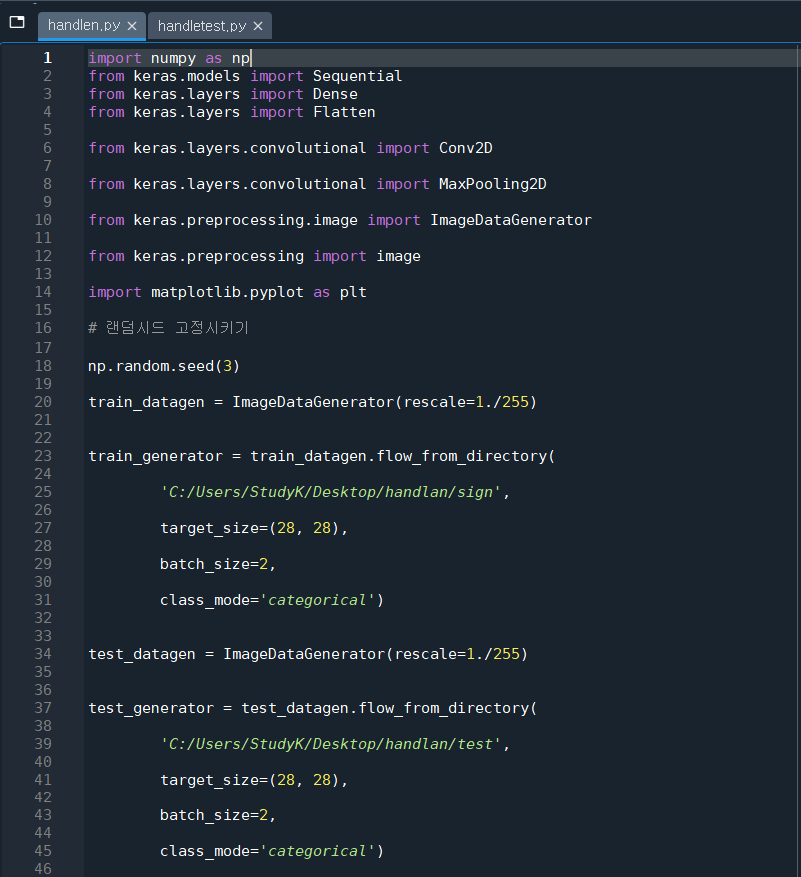 handlen.py × handletest.py ×
1 import numpy as np
2 from keras.models import Sequential
3 from keras.layers import Dense
4 from keras.layers import Flatten
5
6 from keras.layers.convolutional import Conv2D
7
8 from keras.layers.convolutional import MaxPooling2D
9
10 from keras.preprocessing.image import ImageDataGenerator
11
12 from keras.preprocessing import image
13
14 import matplotlib.pyplot as plt
15
16 # 랜덤시드 고정시키기
17
18 np.random.seed(3)
19
20 train_datagen = ImageDataGenerator(rescale=1./255)
21
22
23 train_generator = train_datagen.flow_from_directory(
24
25 'C:/Users/StudyK/Desktop/handlan/sign',
26
27 target_size=(28, 28),
28
29 batch_size=2,
30
31 class_mode='categorical')
32
33
34 test_datagen = ImageDataGenerator(rescale=1./255)
35
36
37 test_generator = test_datagen.flow_from_directory(
38
39 'C:/Users/StudyK/Desktop/handlan/test',
40
41 target_size=(28, 28),
42
43 batch_size=2,
44
45 class_mode='categorical')
46